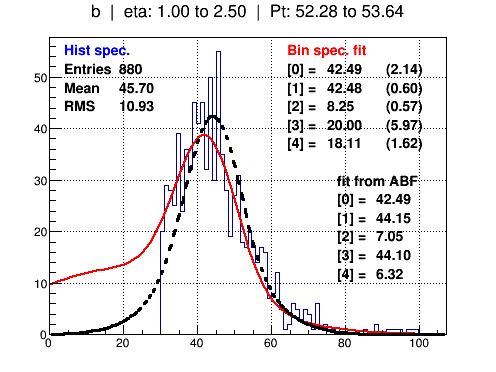 b | eta: 1.00 to 2.50 | Pt: 52.28 to 53.64
Hist spec.
Entries 880
Mean 45.70
RMS 10.93
Bin spec. fit
[0] = 42.49 (2.14)
[1] = 42.48 (0.60)
[2] = 8.25 (0.57)
[3] = 20.00 (5.97)
[4] = 18.11 (1.62)
fit from ABF
[0] = 42.49
[1] = 44.15
[2] = 7.05
[3] = 44.10
[4] = 6.32
50
40
30
20
10
0
0 20 40 60 80 100